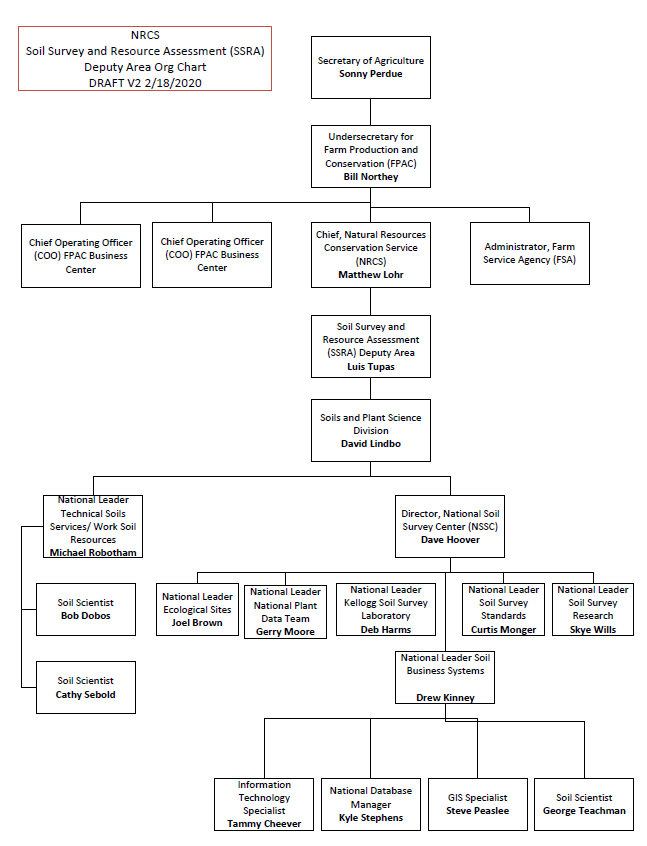 NRCS
Soil Survey and Resource Assessment (SSRA)
Deputy Area Org Chart
DRAFT V2 2/18/2020
Secretary of Agriculture
Sonny Perdue
Undersecretary for
Farm Production and
Conservation (FPAC)
Bill Northey
Chief Operating Officer
(COO) FPAC Business
Center
Chief Operating Officer
(COO) FPAC Business
Center
Chief, Natural Resources
Conservation Service
(NRCS)
Matthew Lohr
Administrator, Farm
Service Agency (FSA)
Soil Survey and
Resource Assessment
(SSRA) Deputy Area
Luis Tupas
Soils and Plant Science
Division
David Lindbo
National Leader
Technical Soils
Services/ Work Soil
Resources
Michael Robotham
Director, National Soil
Survey Center (NSSC)
Dave Hoover
Soil Scientist
Bob Dobos
National Leader
Ecological Sites
Joel Brown
National Leader
National Plant
Data Team
Gerry Moore
National Leader
Kellogg Soil Survey
Laboratory
Deb Harms
National Leader
Soil Survey
Standards
Curtis Monger
National Leader
Soil Survey
Research
Skye Wills
Soil Scientist
Cathy Sebold
National Leader Soil
Business Systems
Drew Kinney
Information
Technology
Specialist
Tammy Cheever
National Database
Manager
Kyle Stephens
GIS Specialist
Steve Peaslee
Soil Scientist
George Teachman